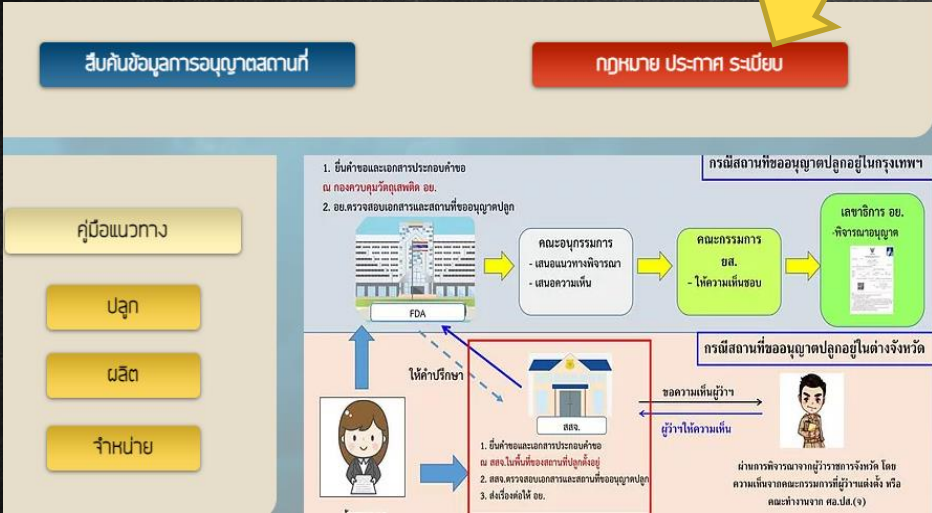 สืบค้นข้อมูลการอนุญาตสถานที่
กฎหมาย ประกาศ ระเบียบ
คู่มือแนวทาง
ปลูก
ผลิต
จำหน่าย
กรณีสถานที่ขออนุญาตปลูกอยู่ในกรุงเทพฯ
1. ยื่นคำขอและเอกสารประกอบคำขอ
ณ กองควบคุมวัตถุเสพติด อย.
2. อย.ตรวจสอบเอกสารและสถานที่ขออนุญาตปลูก
FDA
คณะอนุกรรมการ
- เสนอแนวทางพิจารณา
- เสนอความเห็น
คณะกรรมการ
ยส.
- ให้ความเห็นชอบ
เลขาธิการ อย.
-พิจารณาอนุญาต
กรณีสถานที่ขออนุญาตปลูกอยู่ในต่างจังหวัด
ให้คำปรึกษา
สสจ.
1. ยื่นคำขอและเอกสารประกอบคำขอ
ณ สสจ.ในพื้นที่ของสถานที่ปลูกตั้งอยู่
2. สสจ.ตรวจสอบเอกสารและสถานที่ขออนุญาตปลูก
3. ส่งเรื่องต่อให้ อย.
ขอความเห็นผู้ว่าฯ
ผู้ว่าฯให้ความเห็น
ผ่านการพิจารณาจากผู้ว่าราชการจังหวัด โดย
ความเห็นจากคณะกรรมการที่ผู้ว่าฯแต่งตั้ง หรือ
คณะทำงานจาก ศอ.ปส.(จ)